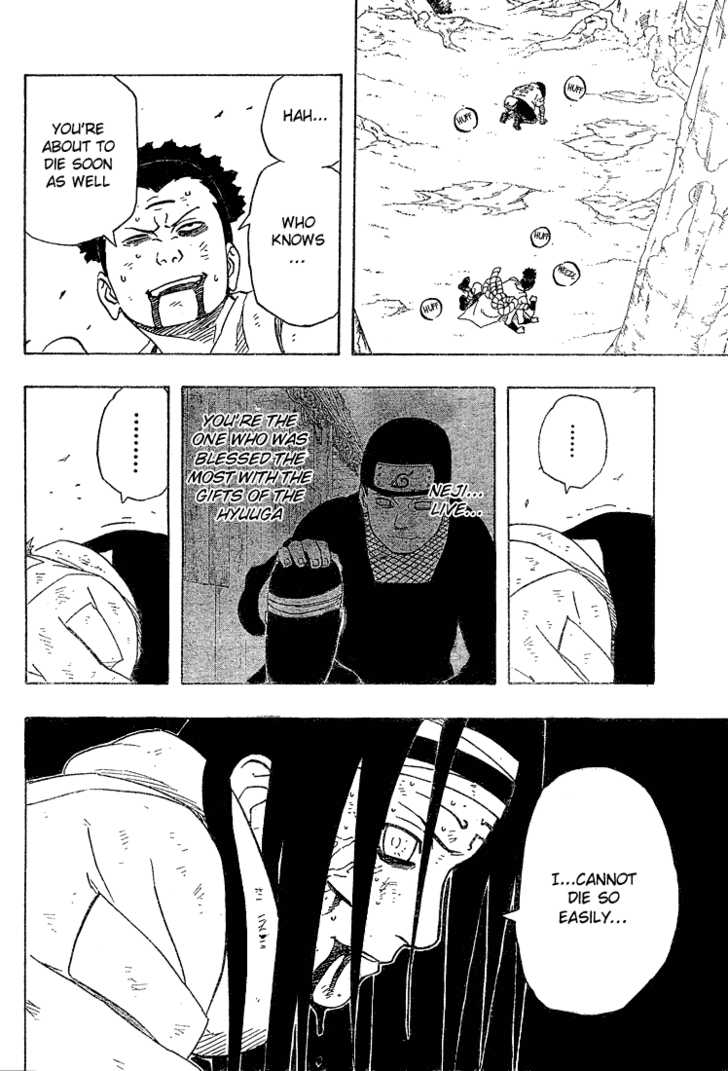 HUFF
HUFF
HUFF
HUFF
HAH...
WHO
KNOWS
...
YOU'RE
ABOUT TO
DIE SOON
AS WELL
.....
NEJI...
LIVE...
YOU'RE THE
ONE WHO WAS
BLESSED THE
MOST WITH THE
GIFTS OF THE
HYUUGA
........
I...CANNOT
DIE SO
EASILY...